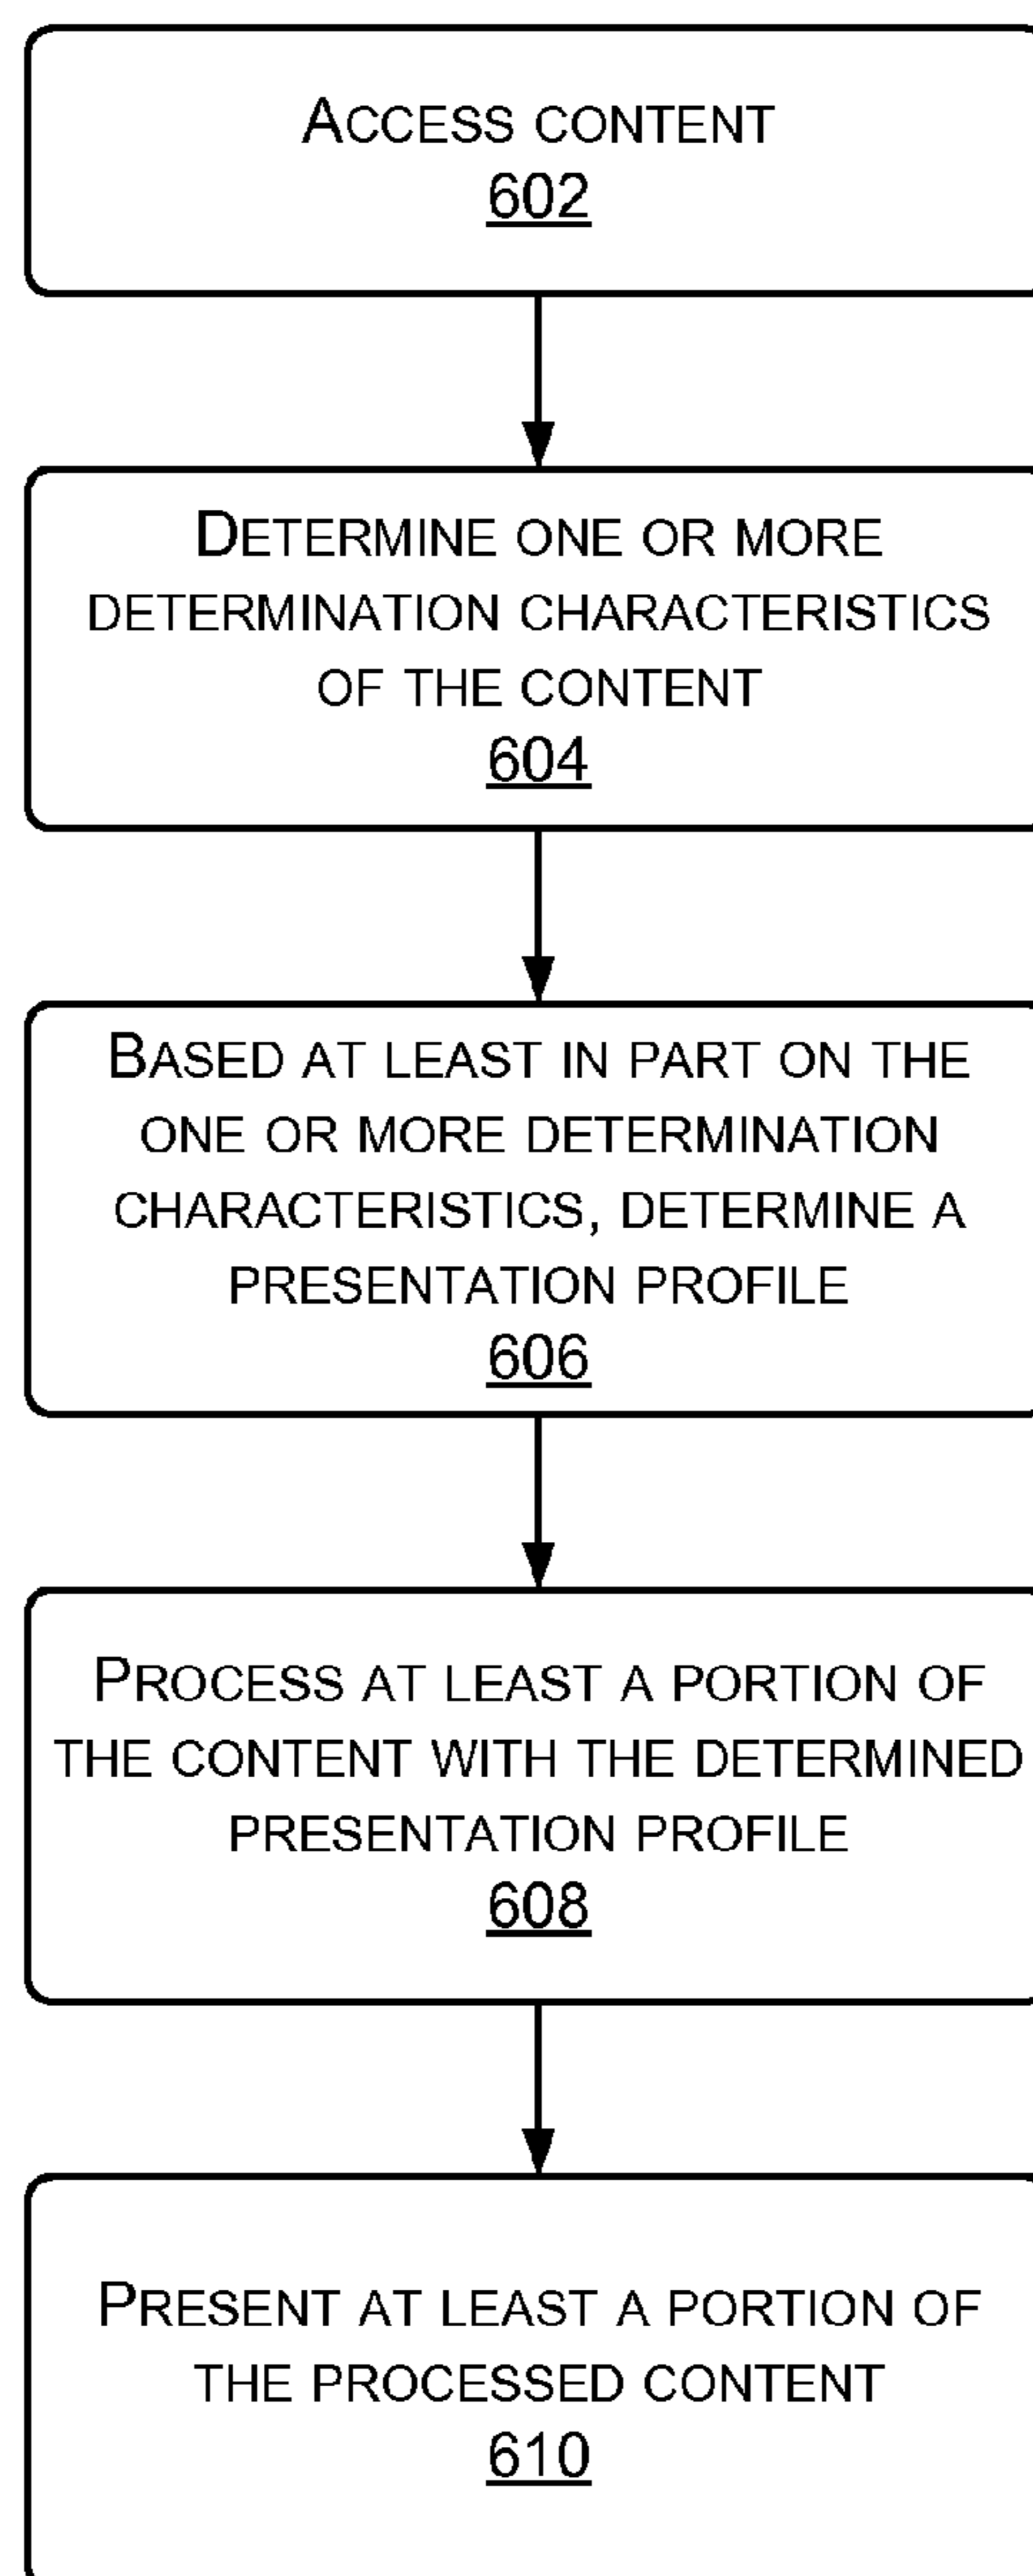 ACCESS CONTENT
602
DETERMINE ONE OR MORE
DETERMINATION CHARACTERISTICS
OF THE CONTENT
604
BASED AT LEAST IN PART ON THE
ONE OR MORE DETERMINATION
CHARACTERISTICS, DETERMINE A
PRESENTATION PROFILE
606
PROCESS AT LEAST A PORTION OF
THE CONTENT WITH THE DETERMINED
PRESENTATION PROFILE
608
PRESENT AT LEAST A PORTION OF
THE PROCESSED CONTENT
610